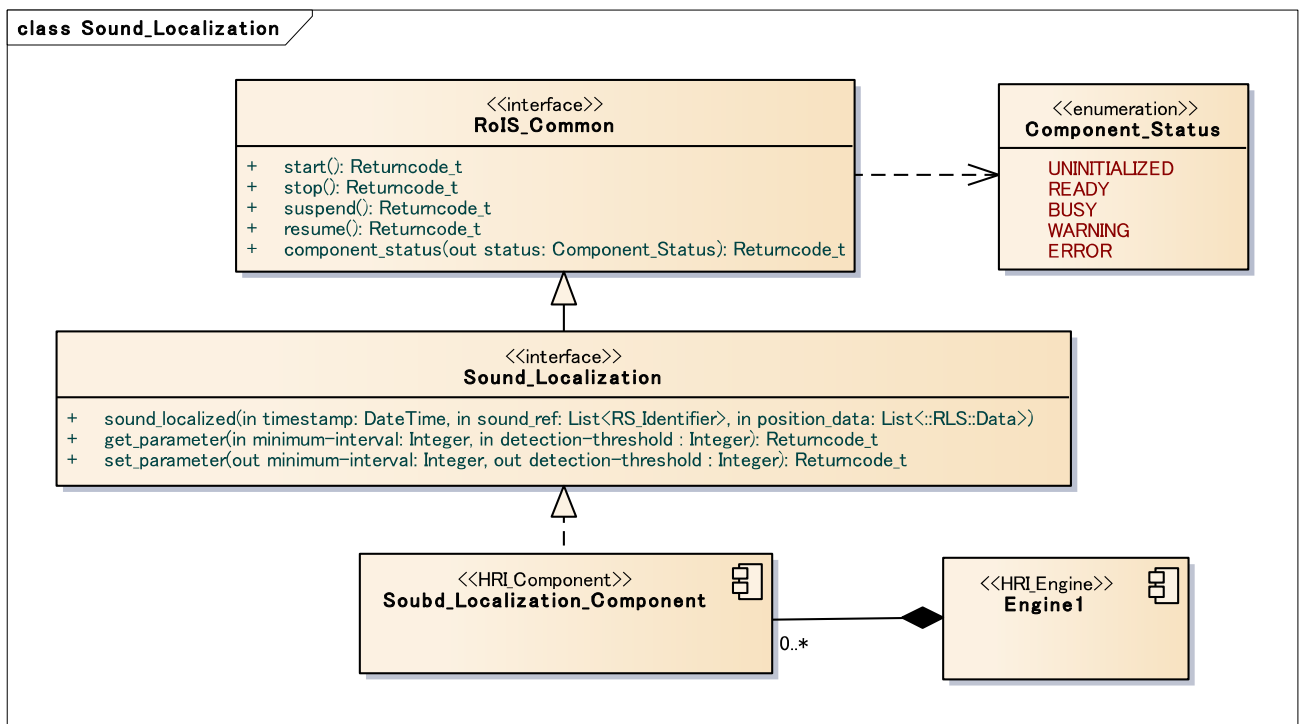 class Sound_Localization
<<interface>>
RoIS_Common
+ start(): Returncode_t
+ stop(): Returncode_t
+ suspend(): Returncode_t
+ resume(): Returncode_t
+ component_status(out status: Component_Status): Returncode_t
<<enumeration>>
Component_Status
UNINITIALIZED
READY
BUSY
WARNING
ERROR
<<interface>>
Sound_Localization
+ sound_localized(in timestamp: DateTime, in sound_ref: List<RS_Identifier>, in position_data: List<::RLS::Data>)
+ get_parameter(in minimum-interval: Integer, in detection-threshold : Integer): Returncode_t
+ set_parameter(out minimum-interval: Integer, out detection-threshold : Integer): Returncode_t
<<HRI_Component>>
Soubd_Localization_Component
0..*
<<HRI_Engine>>
Engine1